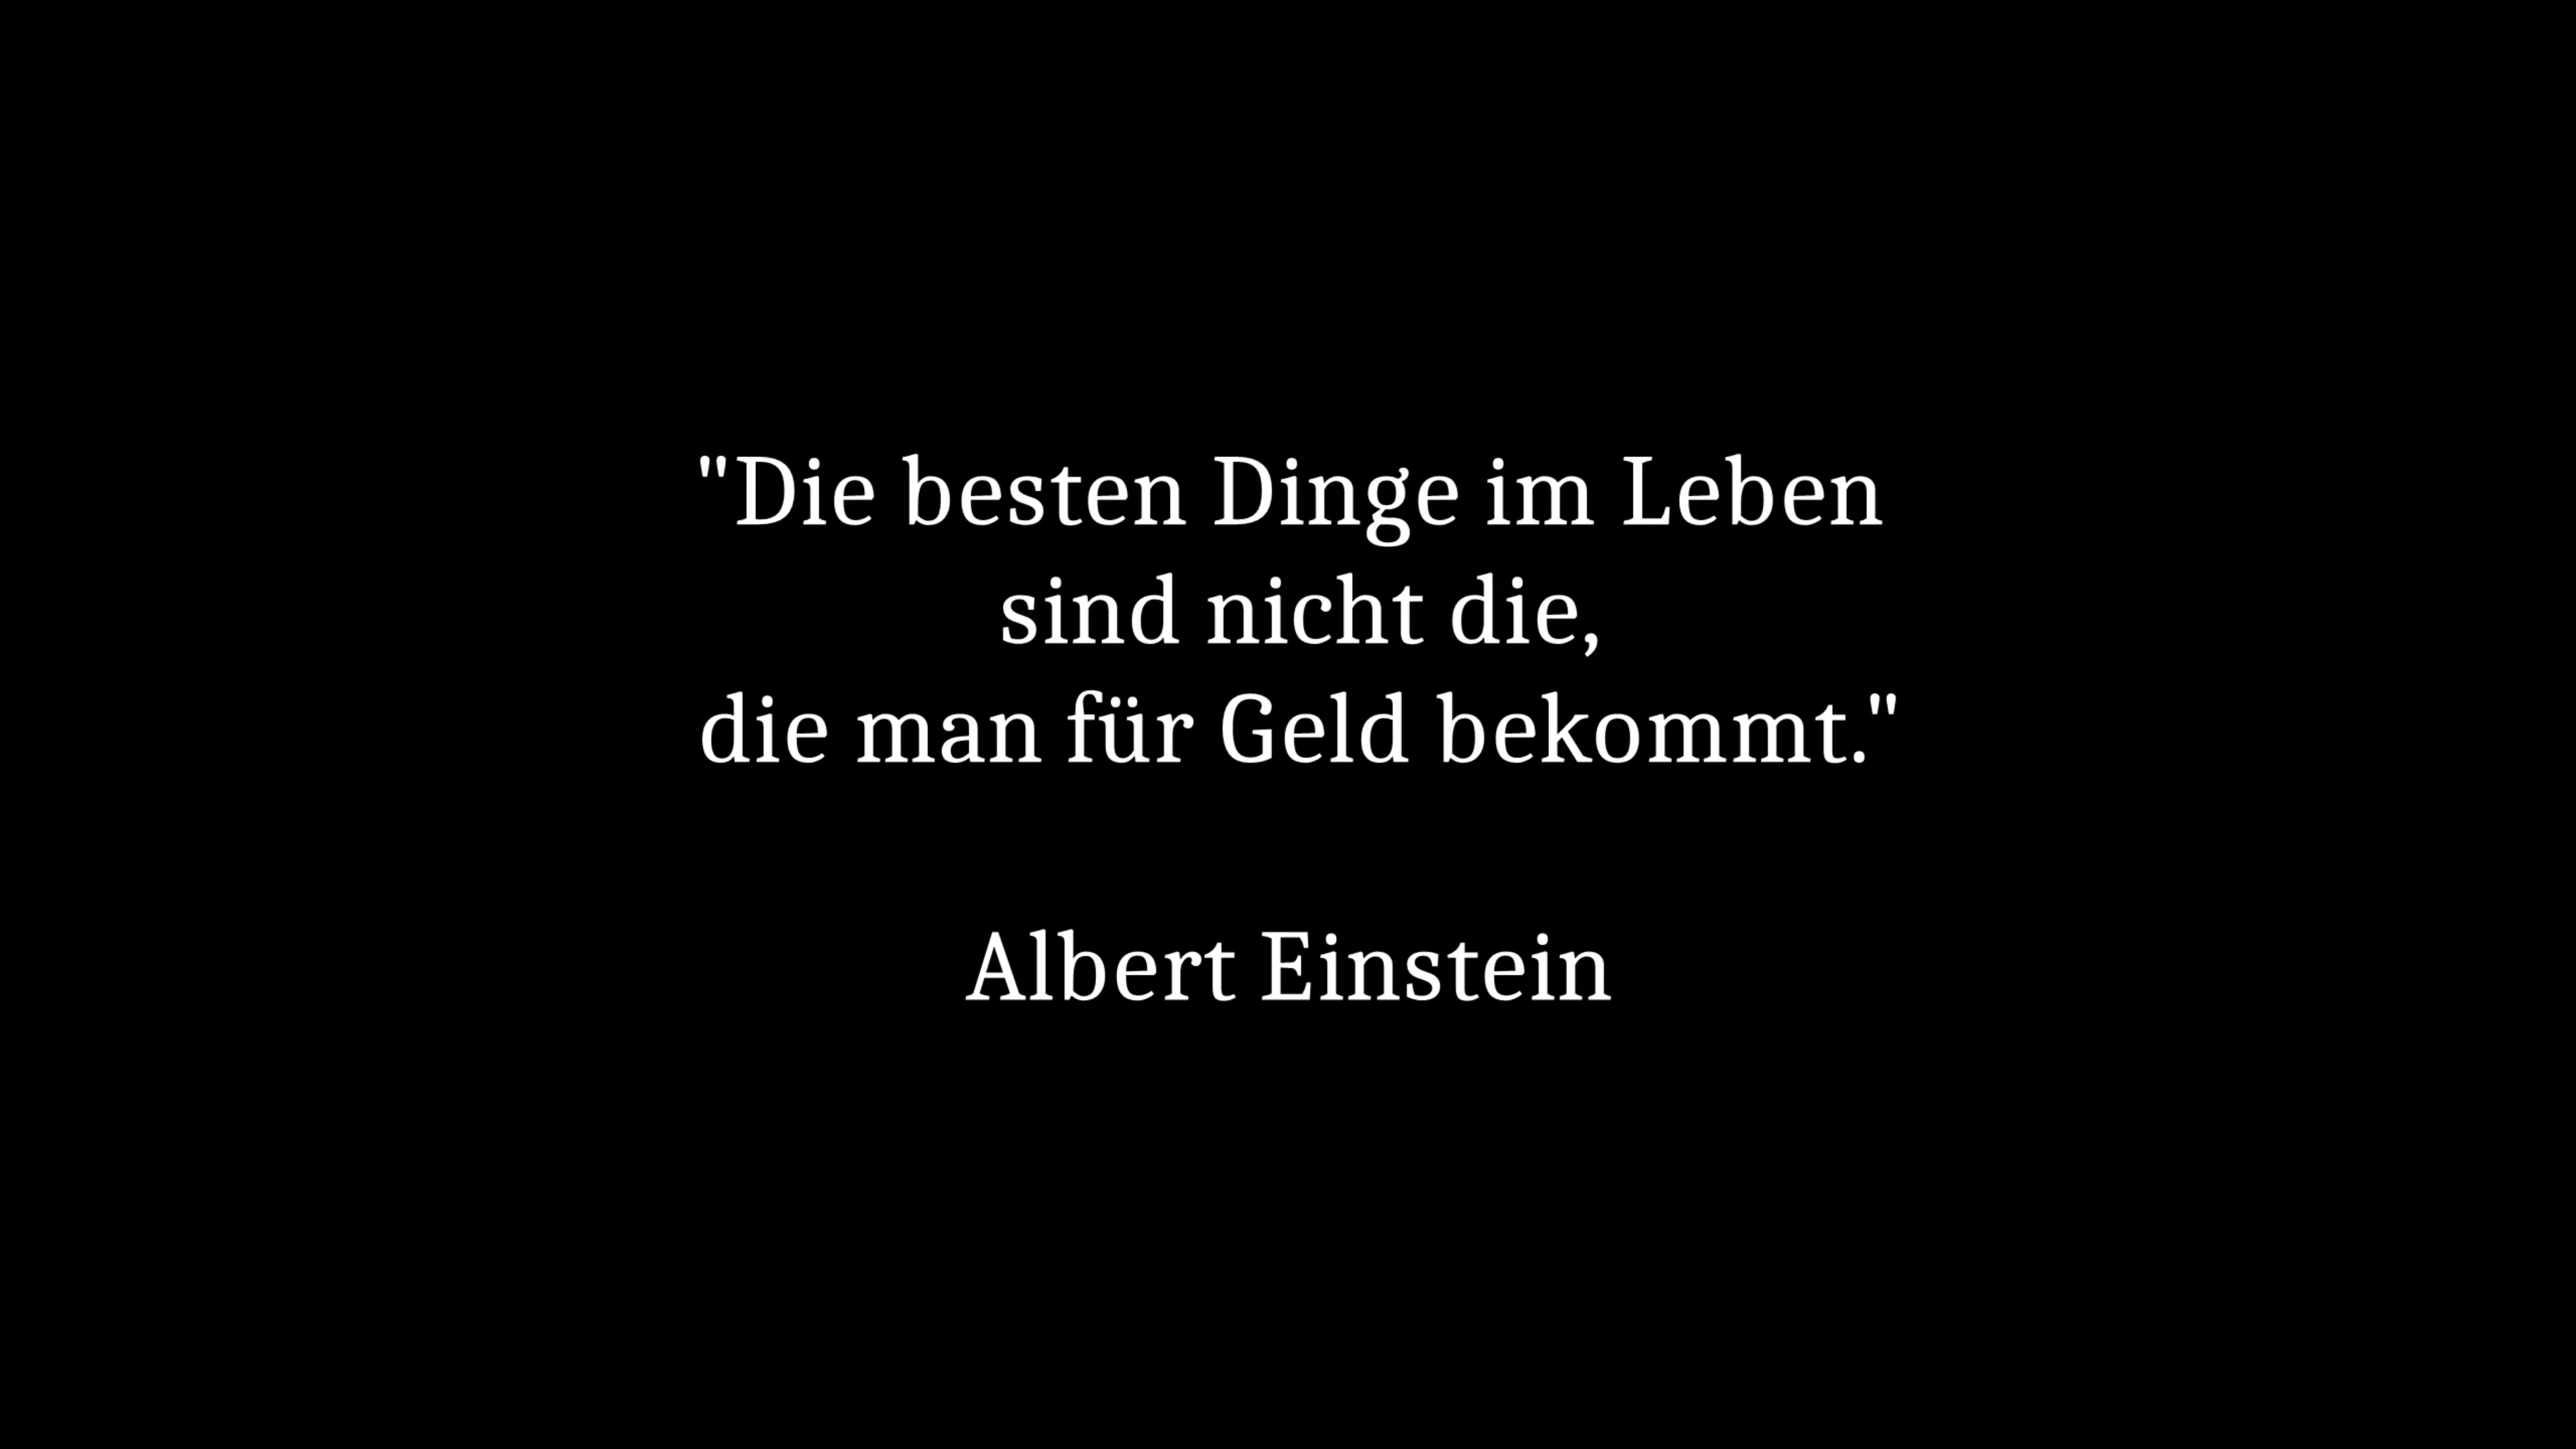 "Die besten Dinge im Leben
sind nicht die,
die man für Geld bekommt."
Albert Einstein